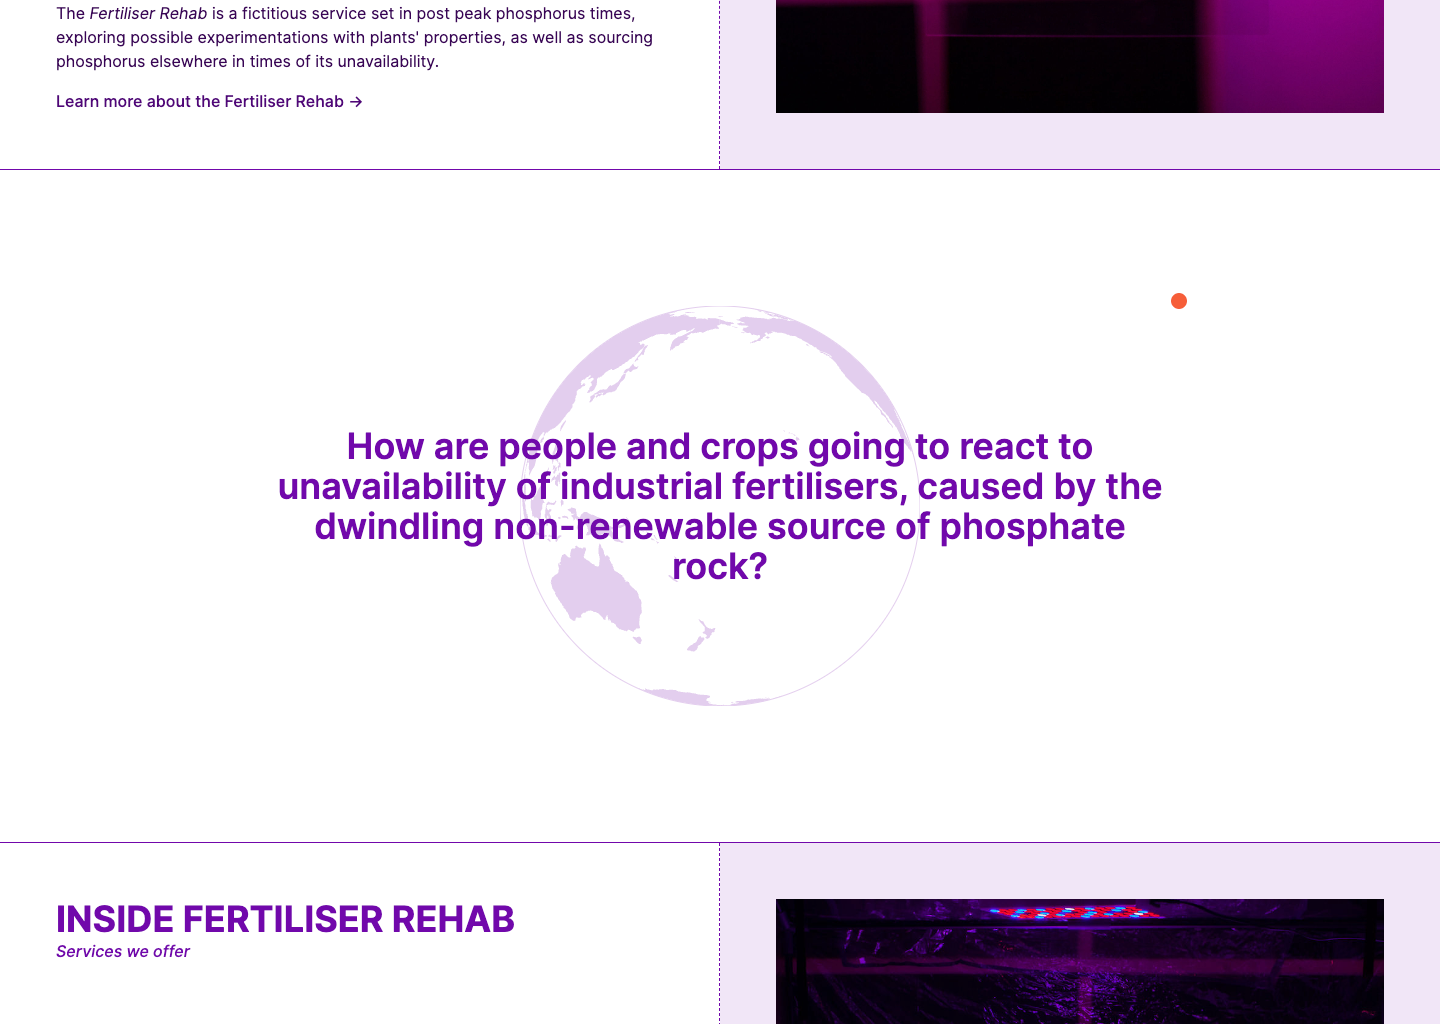 The Fertiliser Rehab is a fictitious service set in post peak phosphorus times,
exploring possible experimentations with plants' properties, as well as sourcing
phosphorus elsewhere in times of its unavailability.
Learn more about the Fertiliser Rehab →
How are people and crops going to react to
unavailability of industrial fertilisers, caused by the
dwindling non-renewable source of phosphate
rock?
INSIDE FERTILISER REHAB
Services we offer